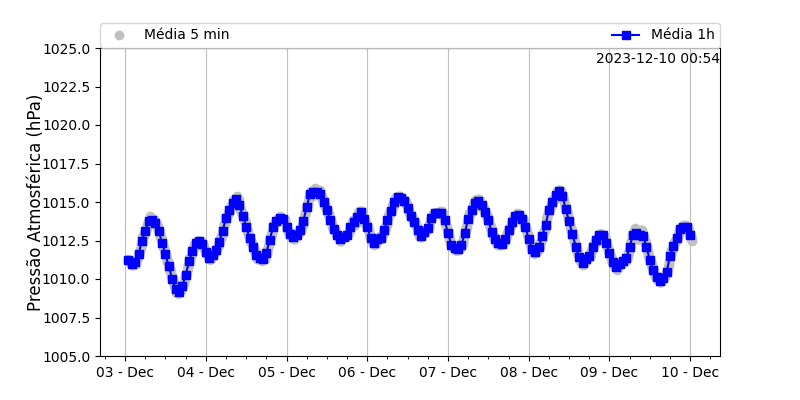 Média 5 min
Média 1h
2023-12-10 00:54
Pressão Atmosférica (hPa)
1025.0
1022.5
1020.0
1017.5
1015.0
1012.5
1010.0
1007.5
1005.0
03 - Dec
04 - Dec
05 - Dec
06 - Dec
07 - Dec
08 - Dec
09 - Dec
10 - Dec